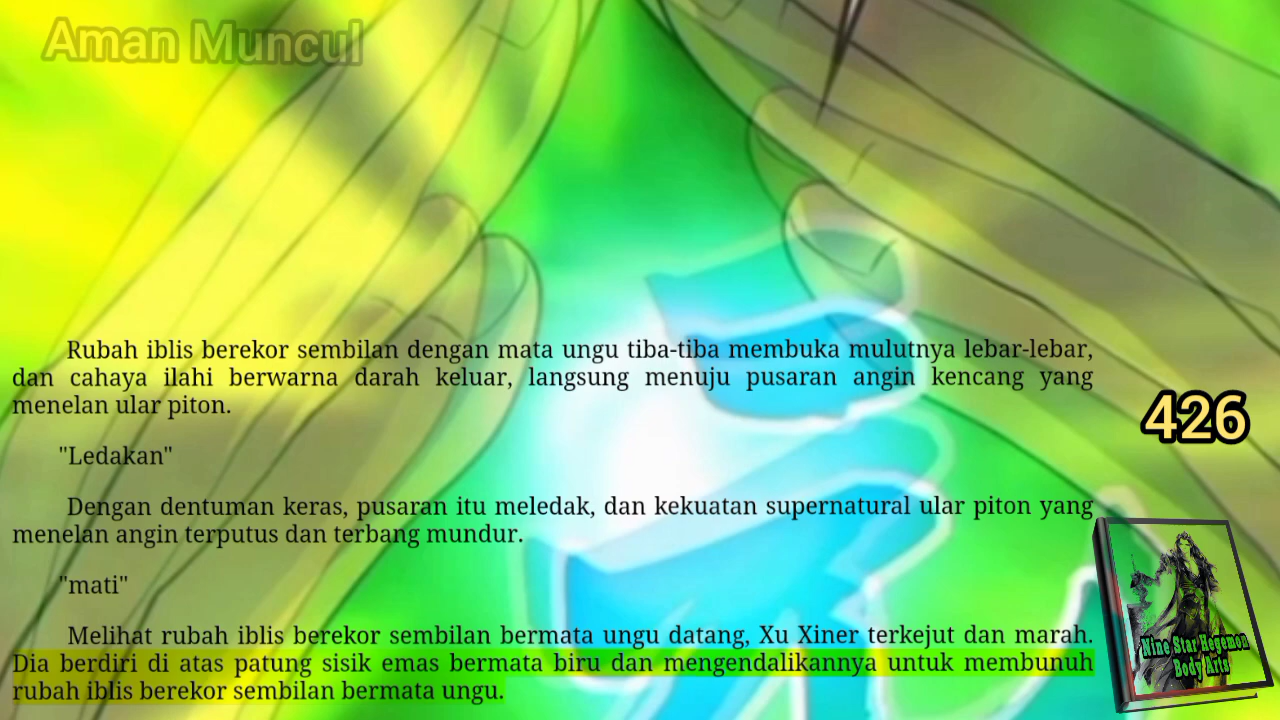 Aman Muncul
Rubah iblis berekor sembilan dengan mata ungu tiba-tiba membuka mulutnya lebar-lebar,
dan cahaya ilahi berwarna darah keluar, langsung menuju pusaran angin kencang yang
menelan ular piton.
"Ledakan"
Dengan dentuman keras, pusaran itu meledak, dan kekuatan supernatural ular piton yang
menelan angin terputus dan terbang mundur.
"mati"
Melihat rubah iblis berekor sembilan bermata ungu datang, Xu Xiner terkejut dan marah.
Dia berdiri di atas patung sisik emas bermata biru dan mengendalikannya untuk membunuh
rubah iblis berekor sembilan bermata ungu.
426
Nine Star Hegemon
Body Arts